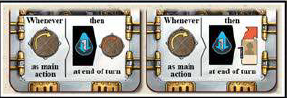 Whenever then
as main
action
at end of turn
Whenever then
as main
action
at end of turn